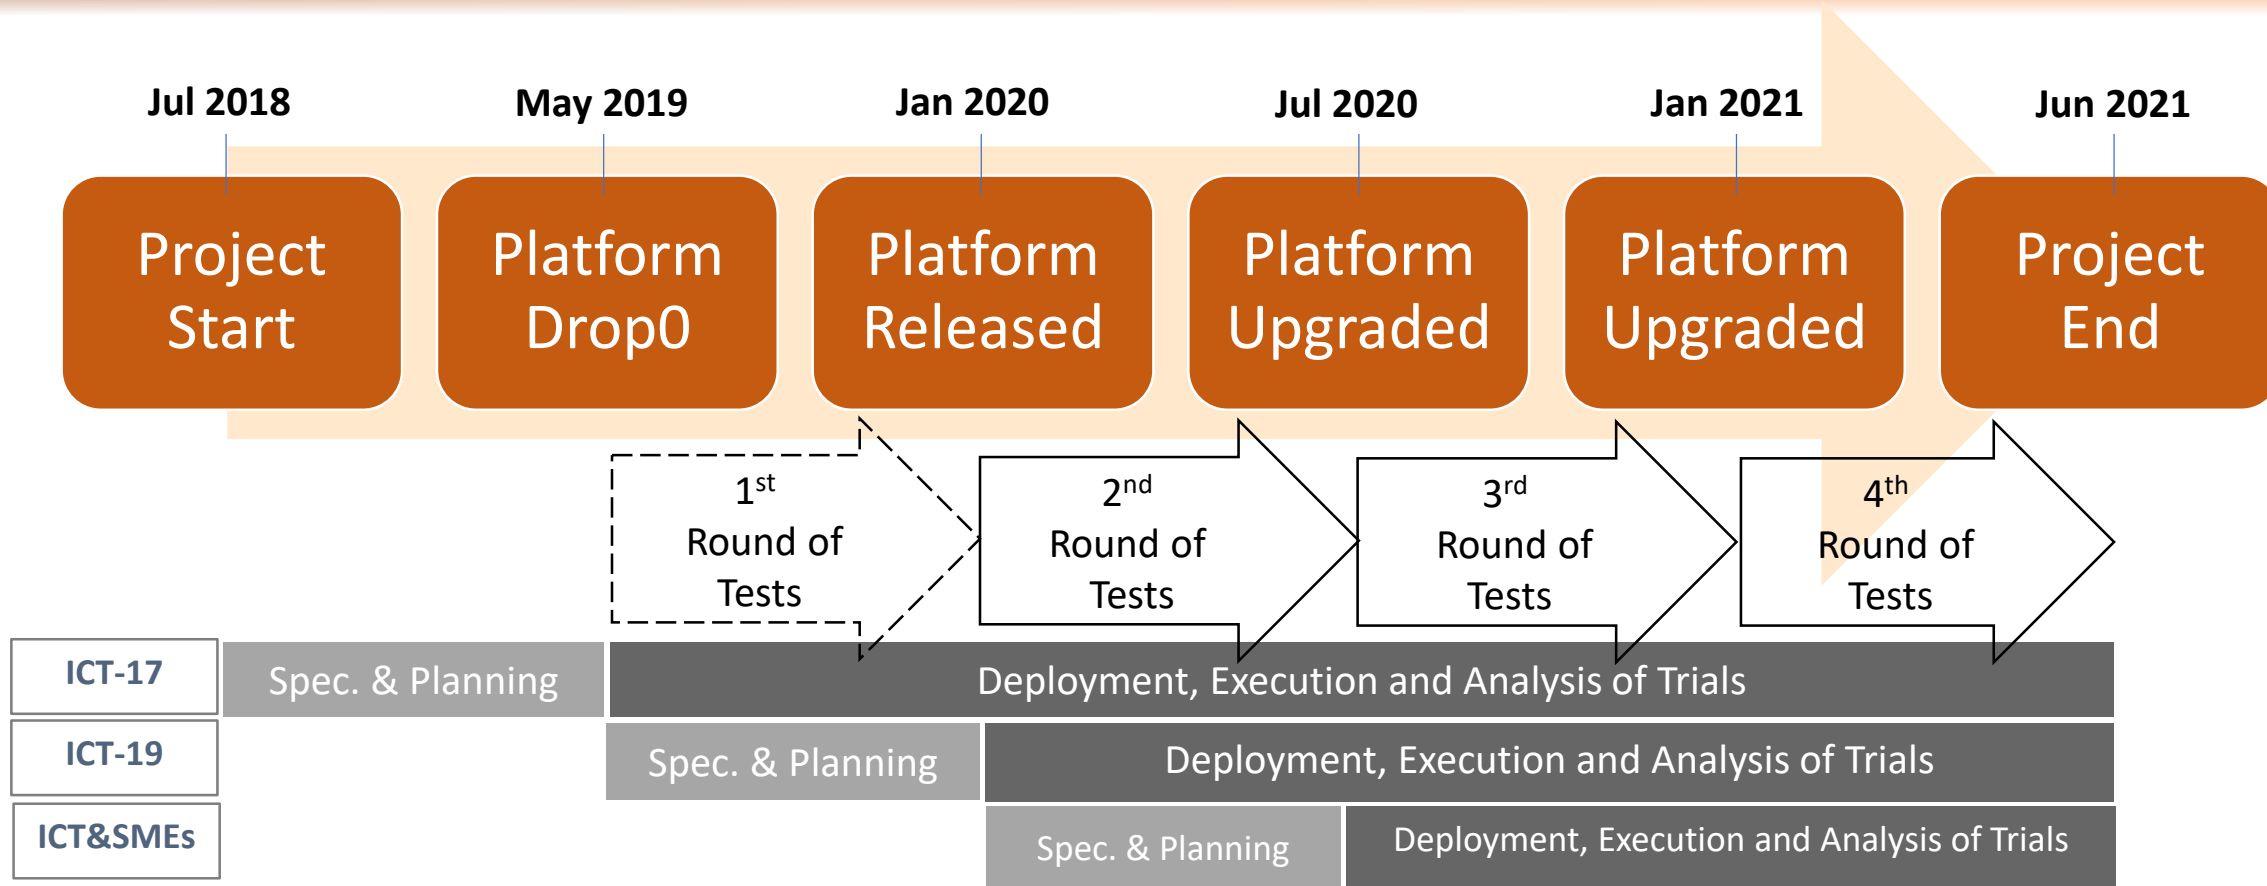 Jul 2018
May 2019
Jan 2020
Jul 2020
Jan 2021
Jun 2021
Project
Start
Platform
Drop0
Platform
Released
Platform
Upgraded
Platform
Upgraded
Project
End
1st
Round of
Tests
2nd
Round of
Tests
3rd
Round of
Tests
4th
Round of
Tests
ICT-17
Spec. & Planning
Deployment, Execution and Analysis of Trials
ICT-19
Spec. & Planning
Deployment, Execution and Analysis of Trials
ICT&SMEs
Spec. & Planning
Deployment, Execution and Analysis of Trials